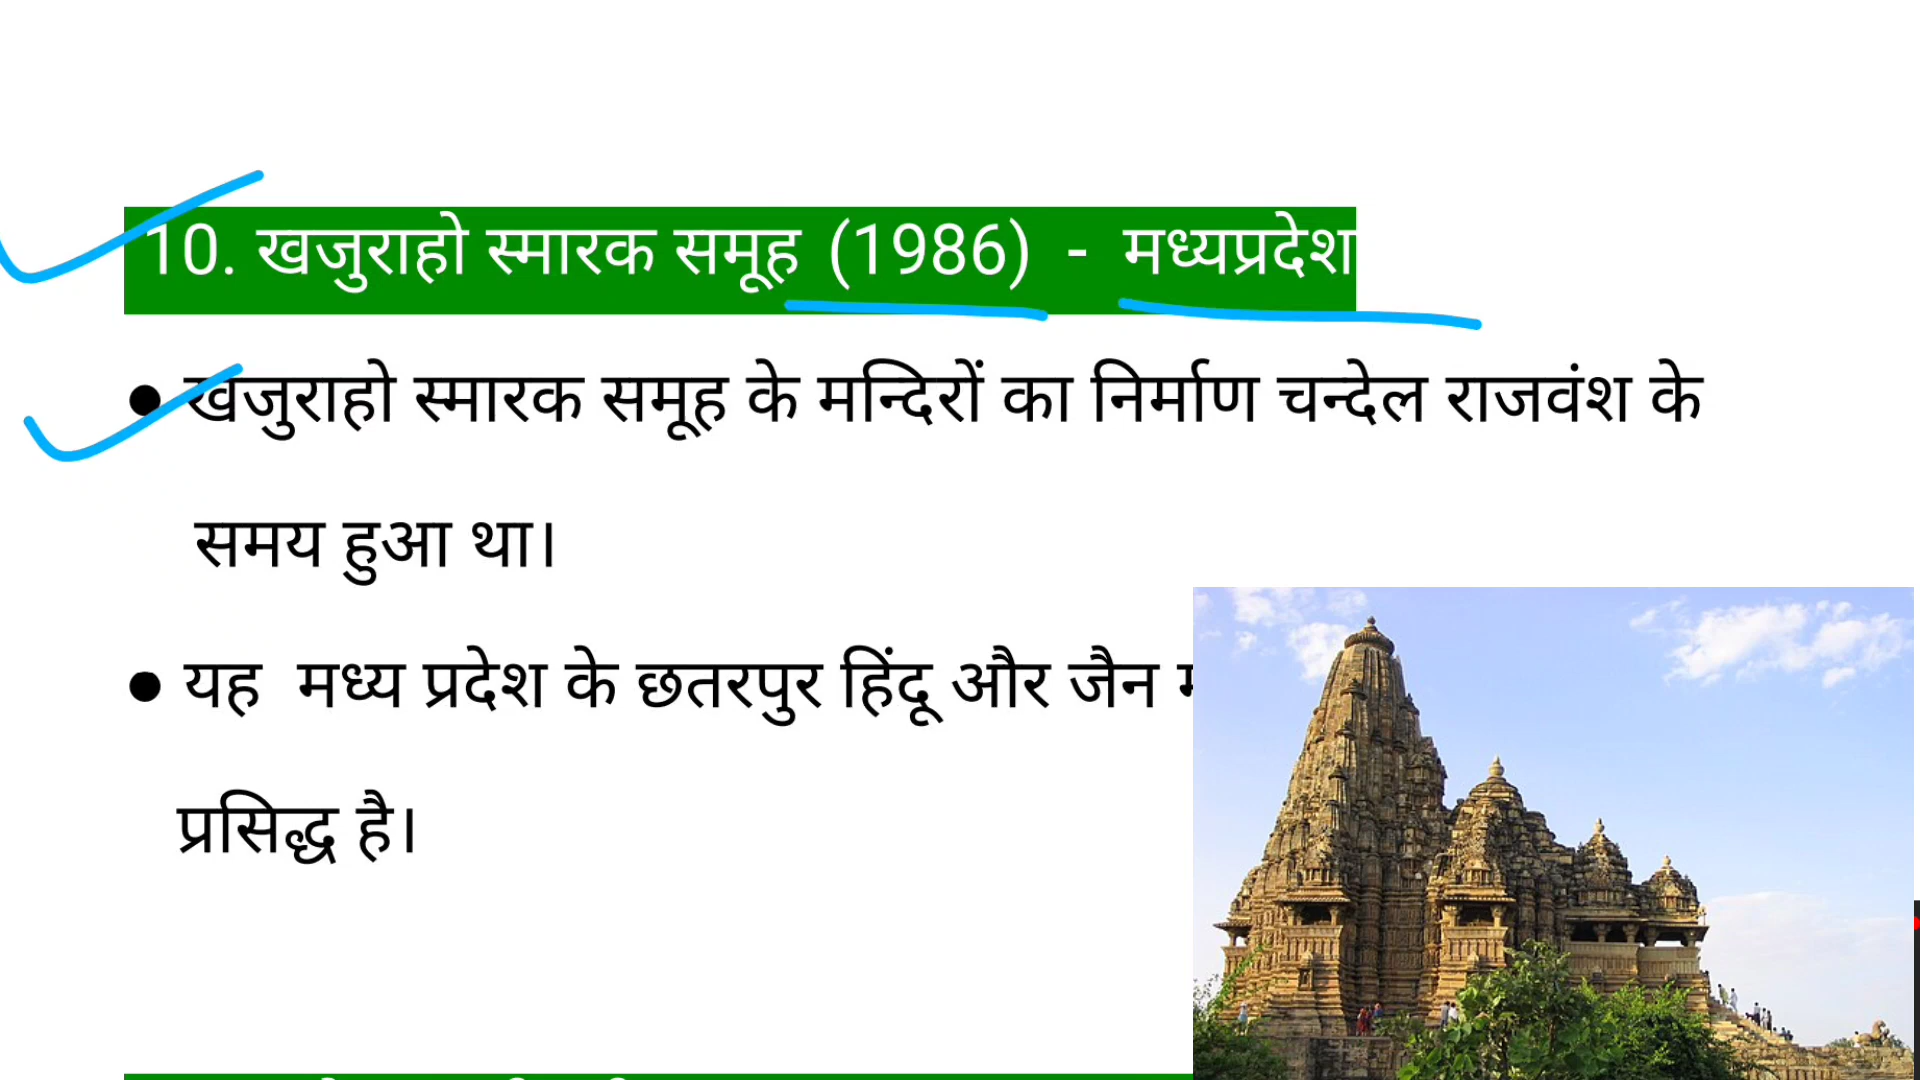 10. खजुराहो स्मारक समूह (1986) - मध्यप्रदेश
● खजुराहो स्मारक समूह के मन्दिरों का निर्माण चन्देल राजवंश के
समय हुआ था।
● यह मध्य प्रदेश के छतरपुर हिंदू और जैन
प्रसिद्ध है।